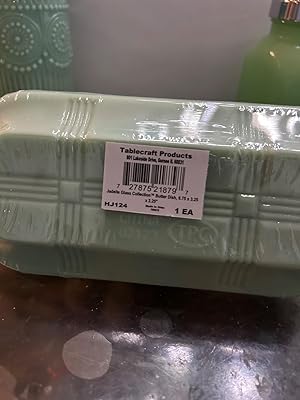 Tablecraft Products
801 Lakeside Drive, Gurnee IL 60031
7 27875 21879 7
Jadeite Glass Collection™ Butter Dish, 6.75 x 3.25
x 3.25"
HJ124
1 EA